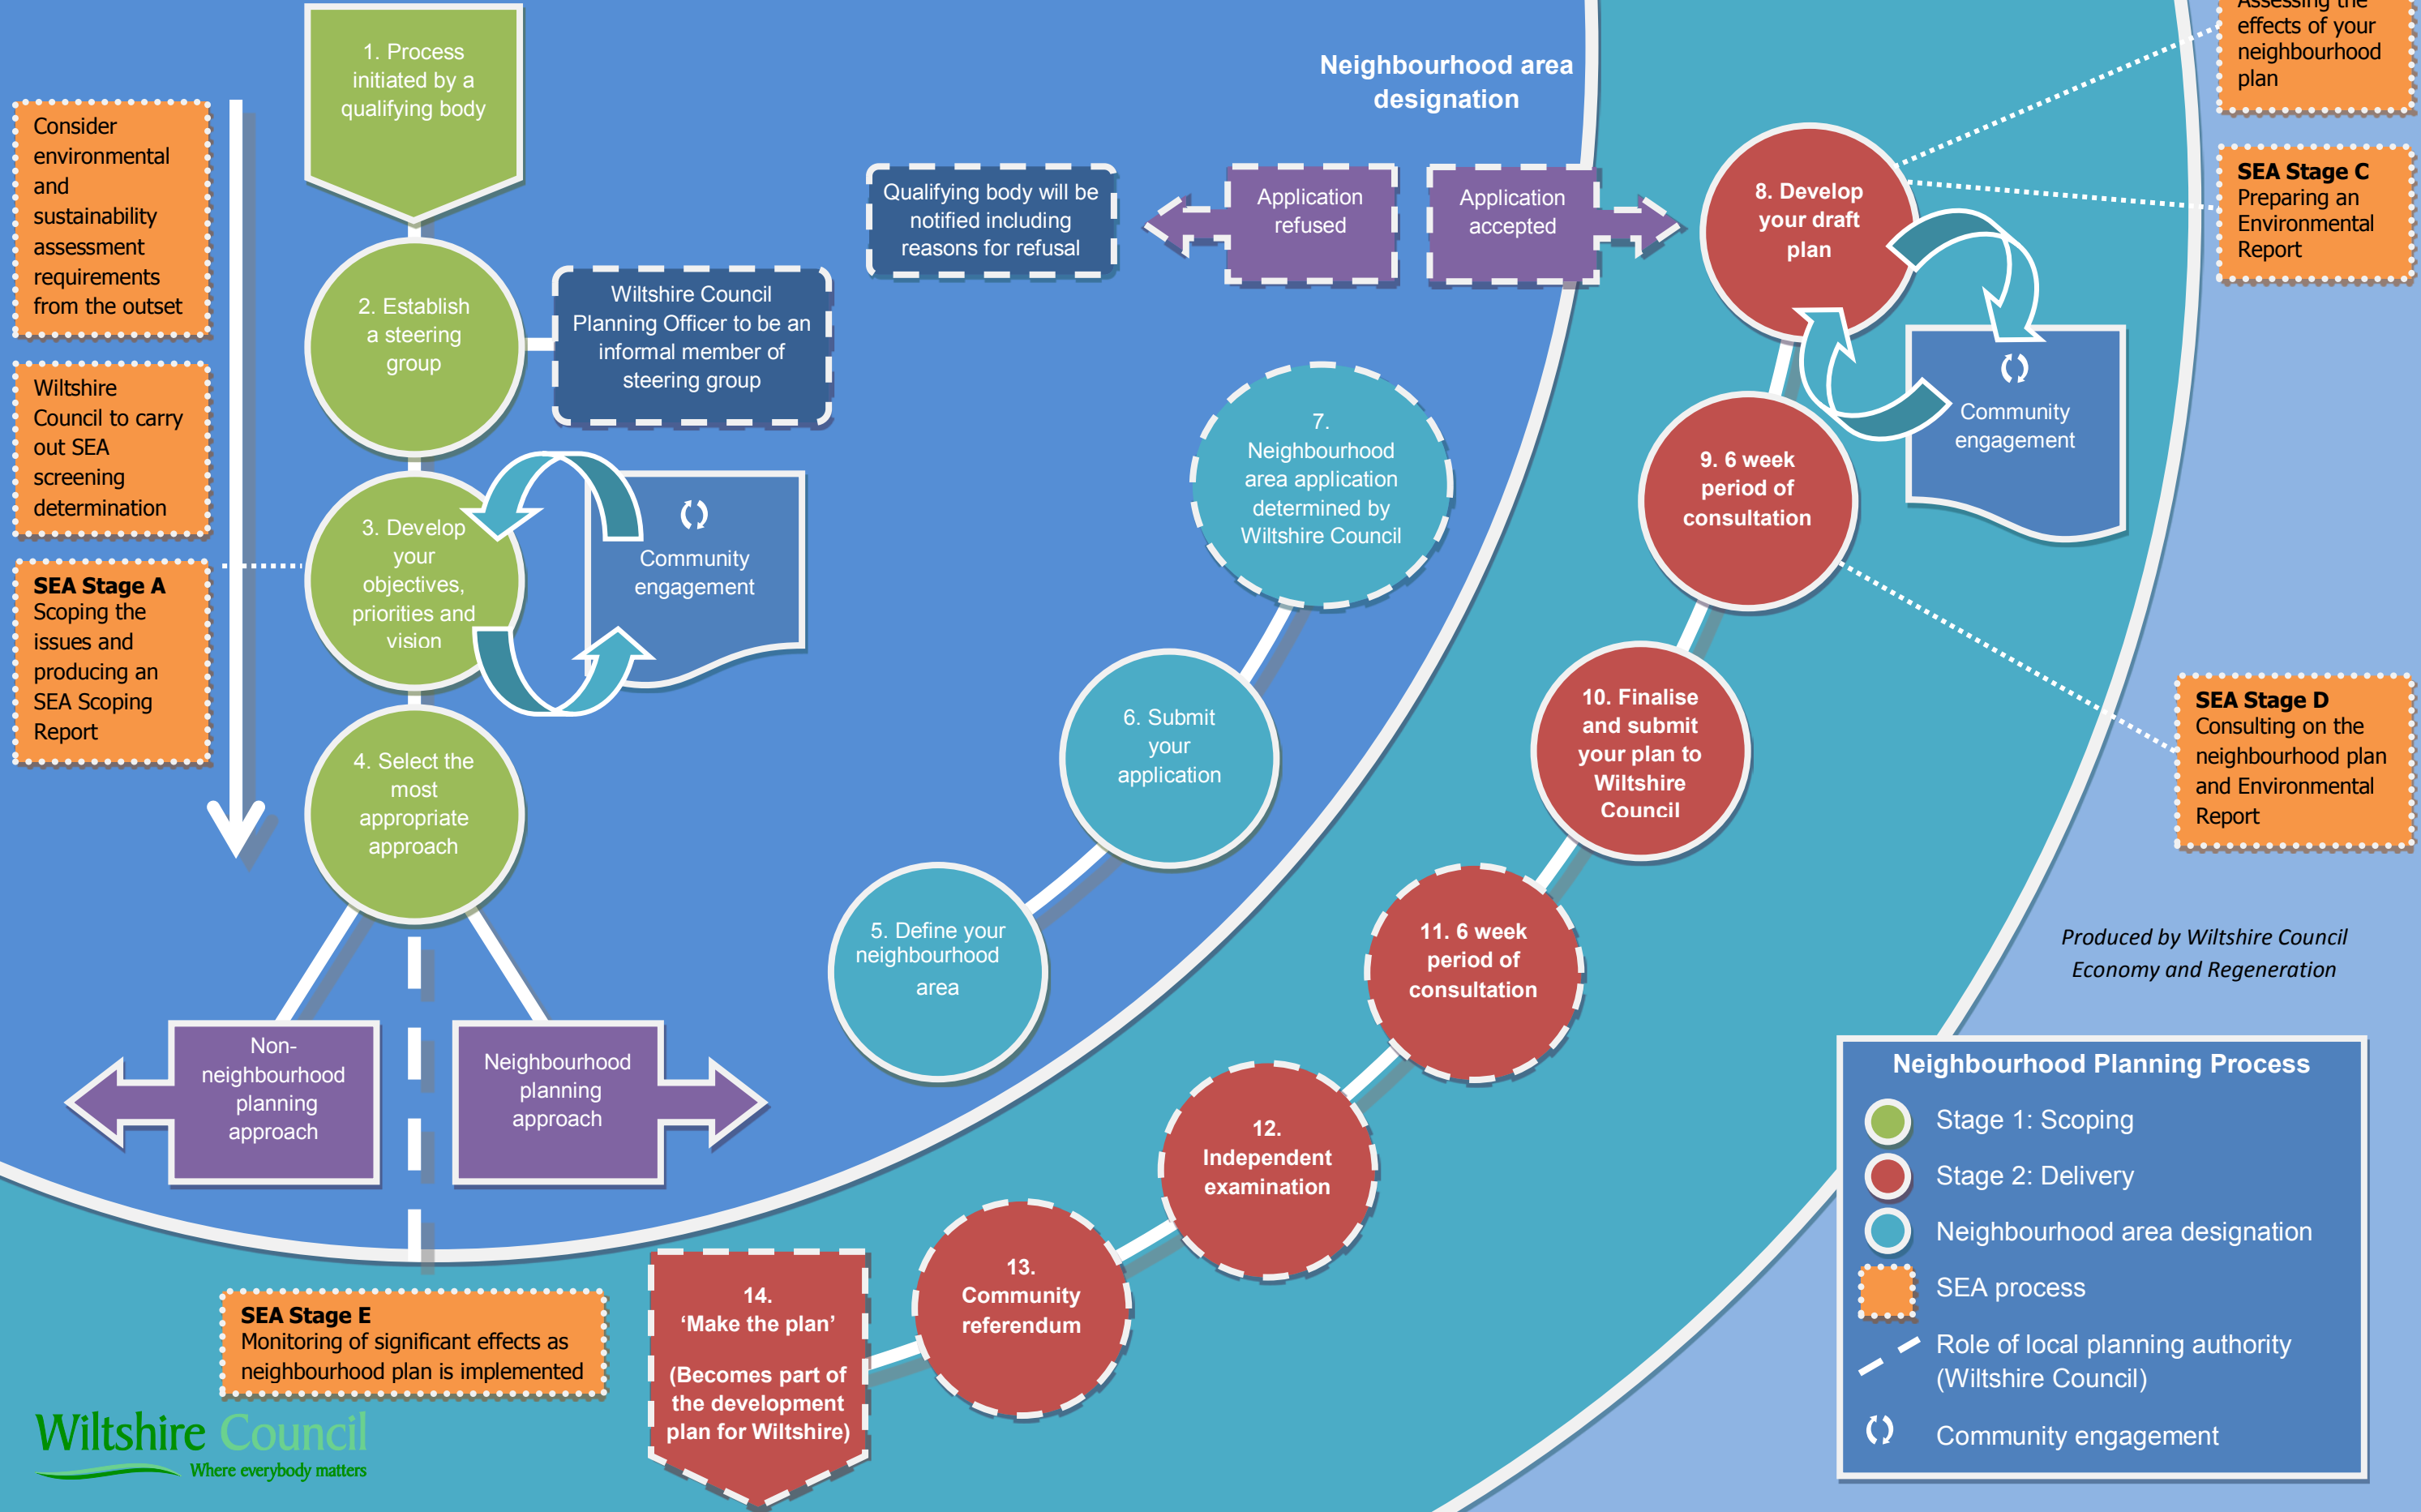 1. Process
initiated by a
qualifying body
Consider
environmental
and
sustainability
assessment
requirements
from the outset
2. Establish
a steering
group
Wiltshire Council
Planning Officer to be an
informal member of
steering group
Wiltshire
Council to carry
out SEA
screening
determination
3. Develop
your
objectives,
priorities and
vision
Community
engagement
SEA Stage A
Scoping the
issues and
producing an
SEA Scoping
Report
4. Select the
most
appropriate
approach
Non-
neighbourhood
planning
approach
Neighbourhood
planning
approach
Neighbourhood area
designation
5. Define your
neighbourhood
area
6. Submit
your
application
7.
Neighbourhood
area application
determined by
Wiltshire Council
Qualifying body will be
notified including
reasons for refusal
Application
refused
Application
accepted
8. Develop
your draft
plan
Community
engagement
Assessing the
effects of your
neighbourhood
plan
SEA Stage C
Preparing an
Environmental
Report
9. 6 week
period of
consultation
SEA Stage D
Consulting on the
neighbourhood plan
and Environmental
Report
10. Finalise
and submit
your plan to
Wiltshire
Council
11. 6 week
period of
consultation
12.
Independent
examination
13.
Community
referendum
14.
‘Make the plan’
(Becomes part of
the development
plan for Wiltshire)
SEA Stage E
Monitoring of significant effects as
neighbourhood plan is implemented
Wiltshire Council
Where everybody matters
Produced by Wiltshire Council
Economy and Regeneration
Neighbourhood Planning Process
Stage 1: Scoping
Stage 2: Delivery
Neighbourhood area designation
SEA process
Role of local planning authority
(Wiltshire Council)
Community engagement